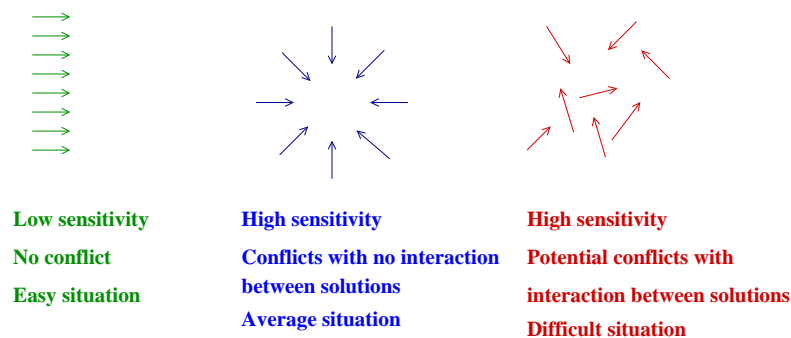 Low sensitivity
No conflict
Easy situation
High sensitivity
Conflicts with no interaction
between solutions
Average situation
High sensitivity
Potential conflicts with
interaction between solutions
Difficult situation